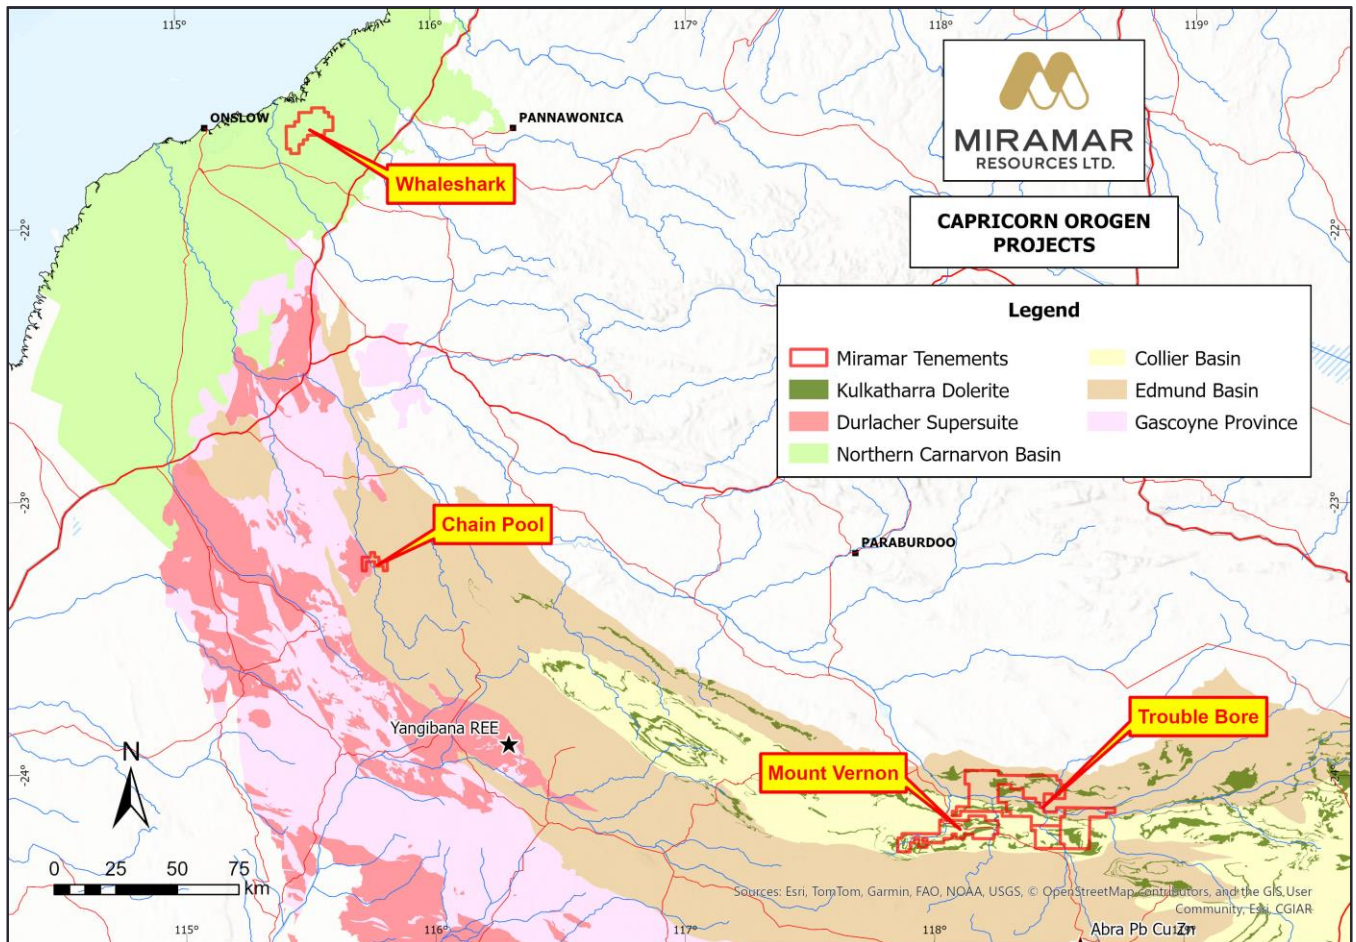 115°
116°
117°
118°
119°
MIRAMAR
RESOURCES LTD.
CAPRICORN OROGEN
PROJECTS
ONSLOW
PANNAWONICA
Whaleshark
-22°
-22°
Legend
Miramar Tenements
Kulkatharra Dolerite
Durlacher Supersuite
Northern Carnarvon Basin
Collier Basin
Edmund Basin
Gascoyne Province
-23°
-23°
Chain Pool
PARABURDOO
Yangibana REE
Trouble Bore
Mount Vernon
-24°
-24°
N
0 25 50 75
km
Sources: Esri, TomTom, Garmin, FAO, NOAA, USGS, © OpenStreetMap contributors, and the GIS User
Community, Esri, CGIAR
115°
116°
117°
118°
119°
Abra Pb Cu Zn